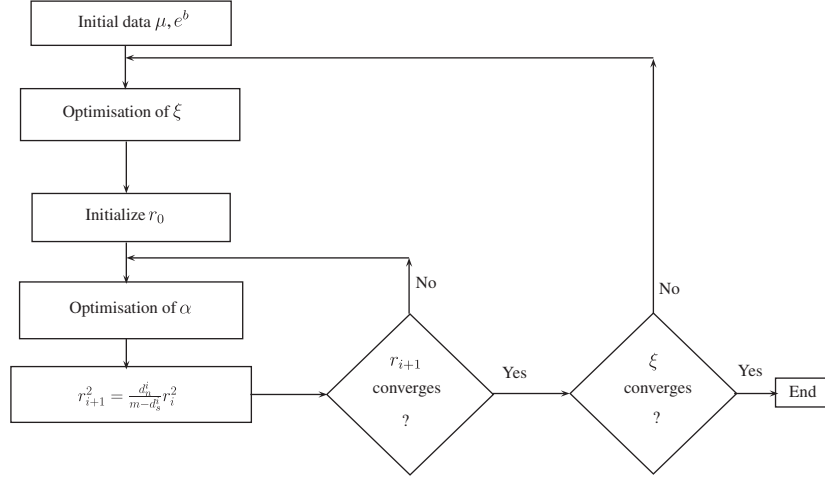 Initial data μ, e^b
Optimisation of ξ
Initialize r_0
Optimisation of α
r_{i+1}^2 = \frac{d_n^i}{m-d_s^i} r_i^2
r_{i+1}
converges
?
No
Yes
ξ
converges
?
No
Yes
End